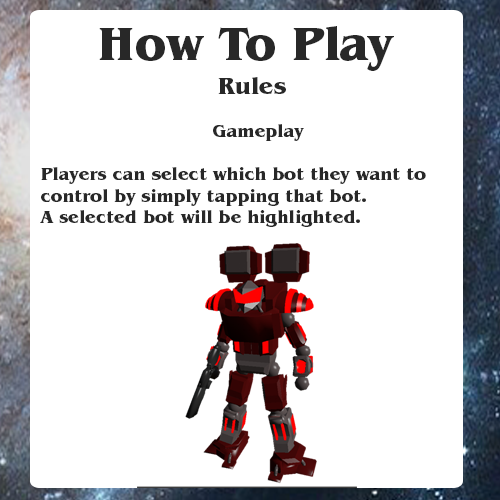 How To Play
Rules
Gameplay
Players can select which bot they want to
control by simply tapping that bot.
A selected bot will be highlighted.